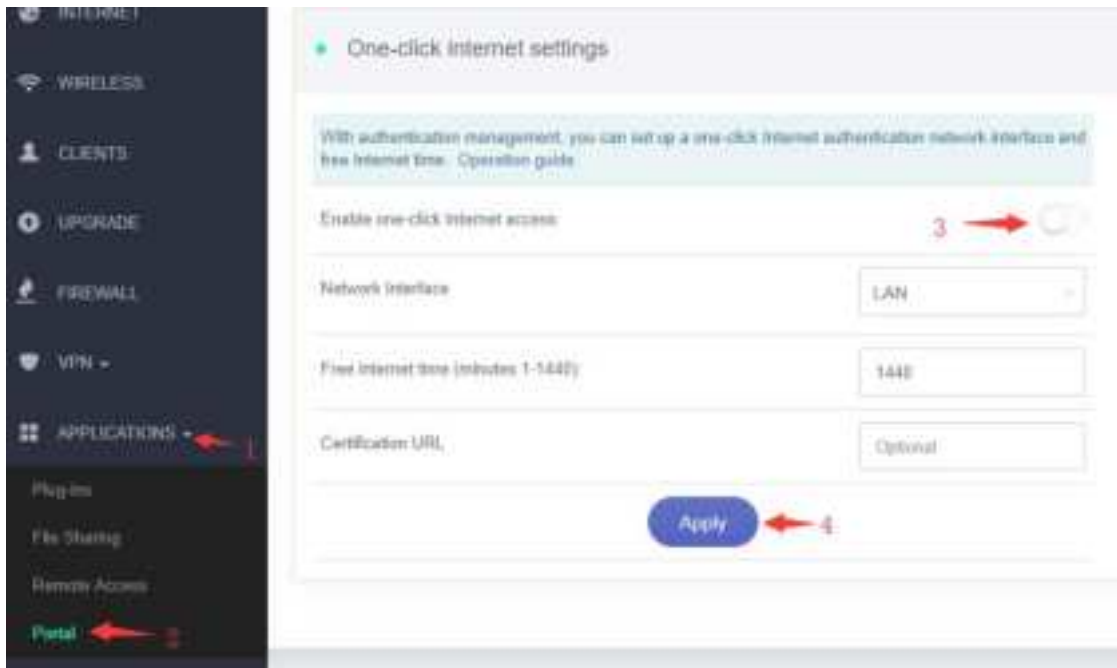 INTERNET
WIRELESS
CLIENTS
UPGRADE
FIREWALL
VPN
APPLICATIONS
1
Plug-ins
File Sharing
Remote Access
Portal
2
One-click Internet settings
With authentication management, you can set up a one-click Internet authentication network interface and
free Internet time. Operation guide
Enable one-click Internet access
3
Network Interface
LAN
Free Internet time (minutes 1-1440)
1440
Certification URL
Optional
Apply
4